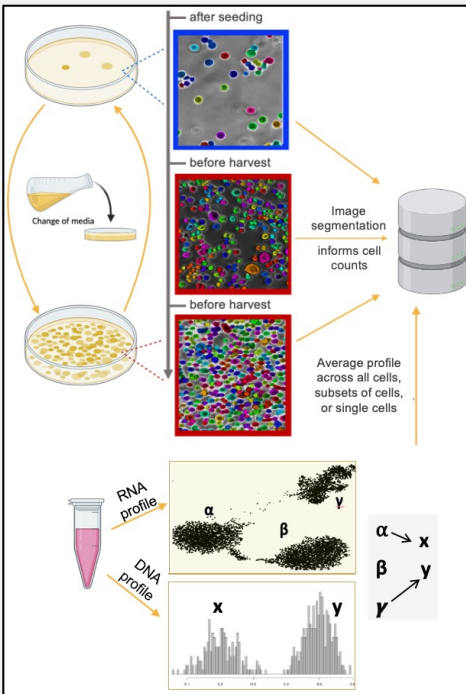 after seeding
before harvest
Change of media
Image
segmentation
informs cell
counts
before harvest
Average profile
across all cells,
subsets of cells,
or single cells
RNA
profile
α
β
γ
DNA
profile
x
y
α
x
β
y
γ